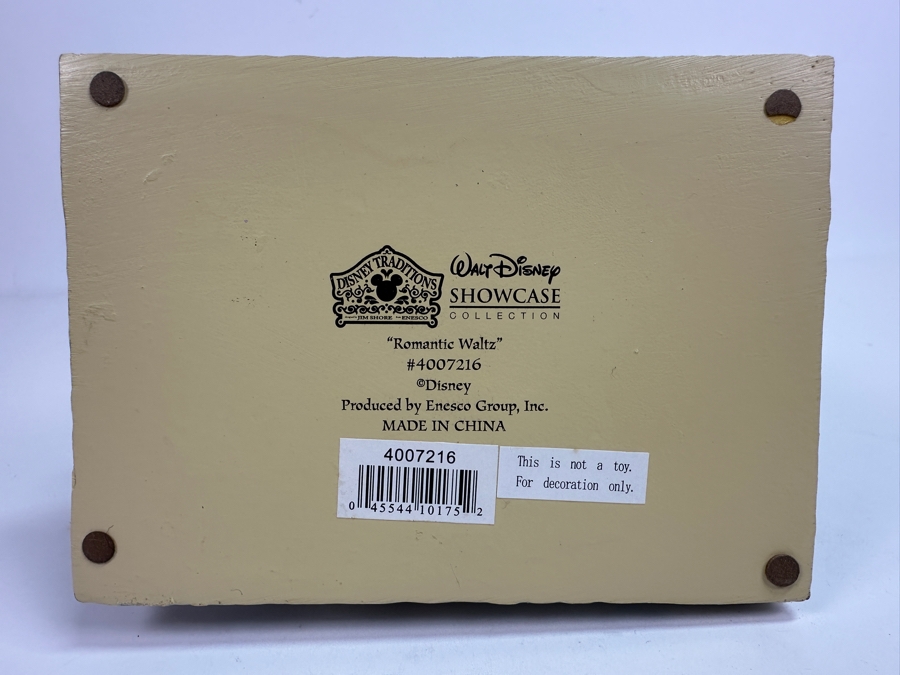 DISNEY TRADITIONS
JIM SHORE ENESCO
WALT DISNEY
SHOWCASE
COLLECTION
“Romantic Waltz”
#4007216
©Disney
Produced by Enesco Group, Inc.
MADE IN CHINA
4007216
0 45544 10175 2
This is not a toy.
For decoration only.